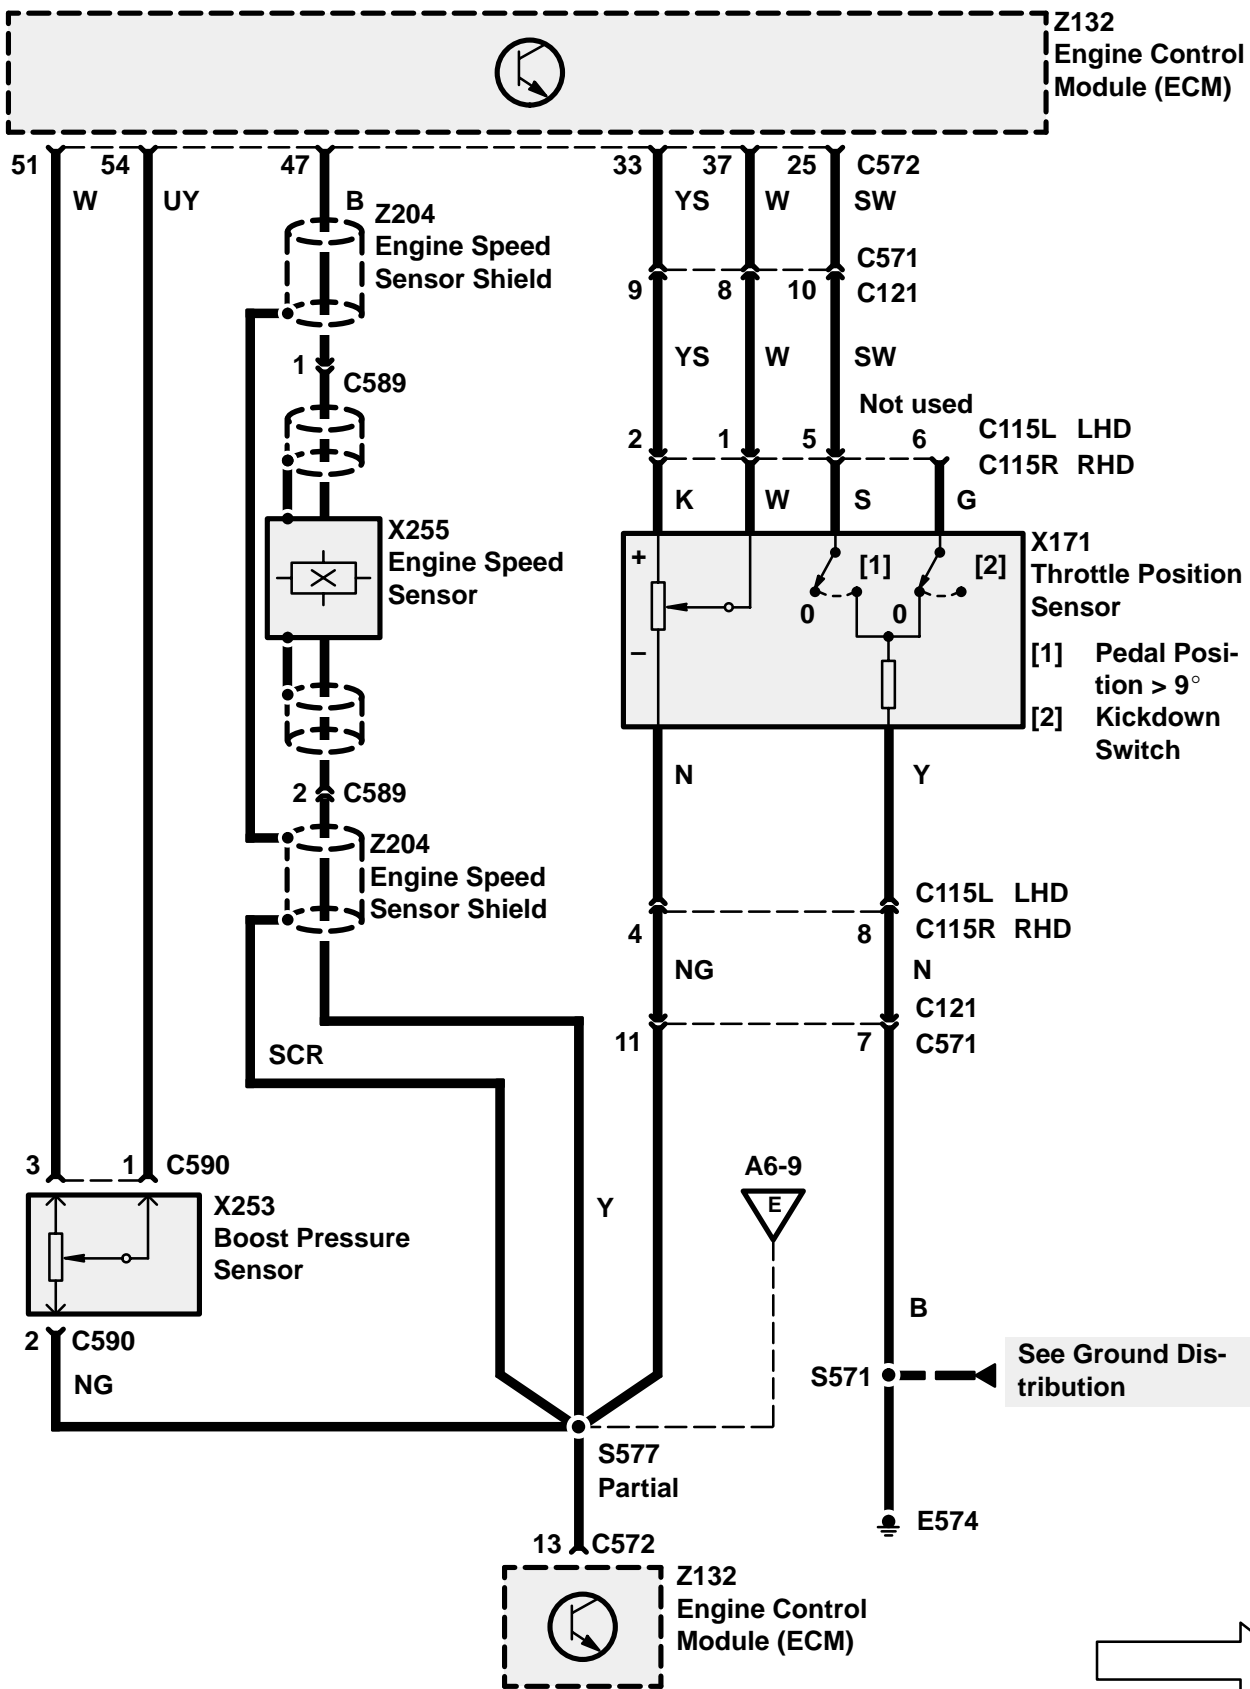 Z132
Engine Control
Module (ECM)
51 54 47 33 37 25 C572
W UY B YS W SW
Z204
Engine Speed
Sensor Shield
C571
9 8 10 C121
1 C589
YS W SW
Not used
2 1 5 6 C115L LHD
C115R RHD
K W S G
X255
Engine Speed
Sensor
X171
Throttle Position
Sensor
+ [1] [2]
0 0
–
[1] Pedal Posi-
tion > 9°
[2] Kickdown
Switch
N Y
2 C589
Z204
Engine Speed
Sensor Shield
C115L LHD
4 8 C115R RHD
NG N
C121
11 7 C571
SCR
3 1 C590
A6-9
E
X253
Boost Pressure
Sensor
Y
B
2 C590
NG
S571
See Ground Dis-
tribution
S577
Partial
E574
13 C572
Z132
Engine Control
Module (ECM)